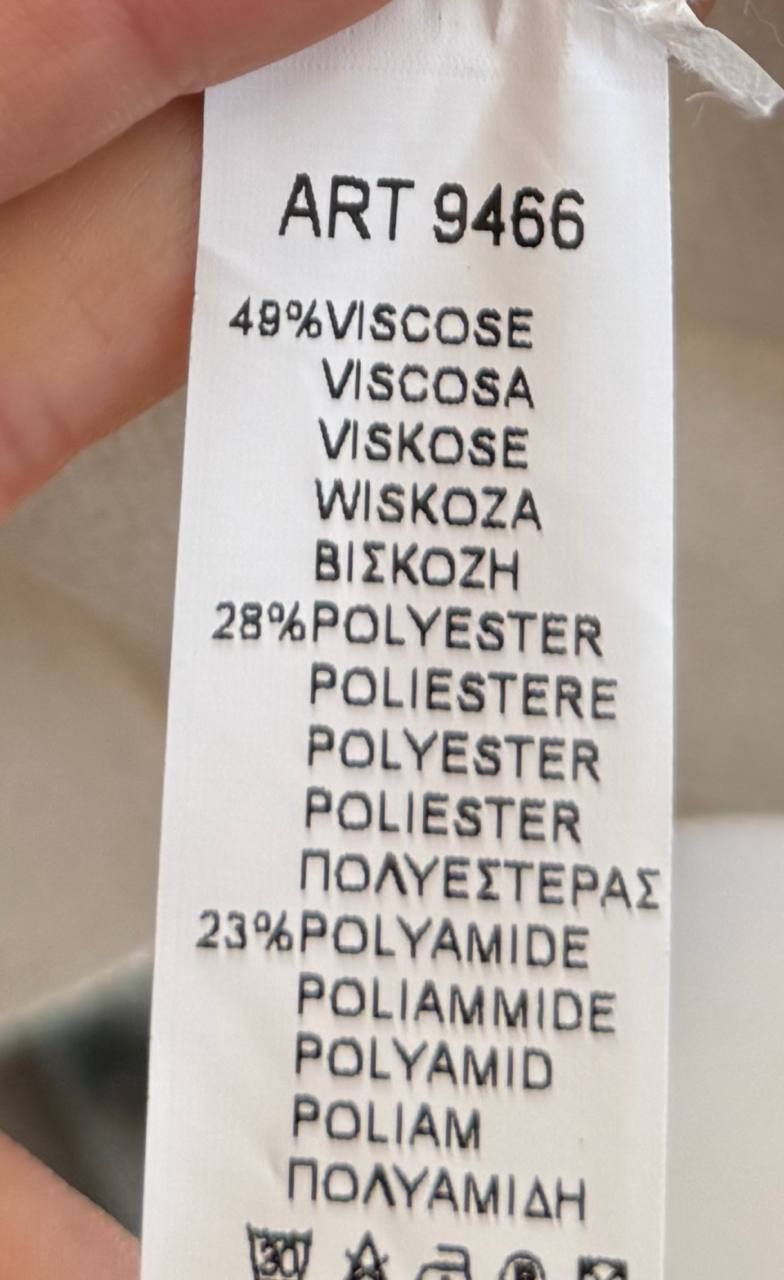 ART 9466
49%VISCOSE
VISCOSA
VISKOSE
WISKOZA
ΒΙΣΚΟΖΗ
28%POLYESTER
POLIESTERE
POLYESTER
POLIESTER
ΠΟΛΥΕΣΤΕΡΑΣ
23%POLYAMIDE
POLIAMMIDE
POLYAMID
POLIAM
ΠΟΛΥΑΜΙΔΗ
30